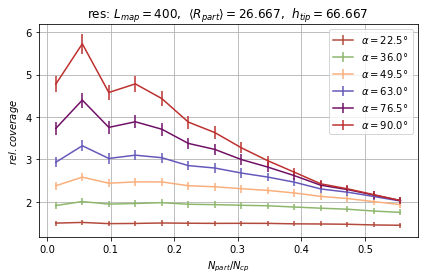 res: L_map = 400, ⟨R_part⟩ = 26.667, h_tip = 66.667
6
5
4
3
2
rel.coverage
α = 22.5°
α = 36.0°
α = 49.5°
α = 63.0°
α = 76.5°
α = 90.0°
0.0 0.1 0.2 0.3 0.4 0.5
N_part/N_cp